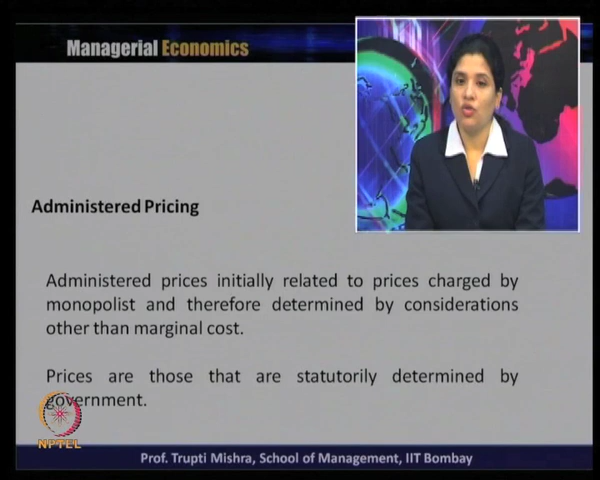 Managerial Economics
Administered Pricing
Administered prices initially related to prices charged by
monopolist and therefore determined by considerations
other than marginal cost.
Prices are those that are statutorily determined by
government.
NPTEL
Prof. Trupti Mishra, School of Management, IIT Bombay